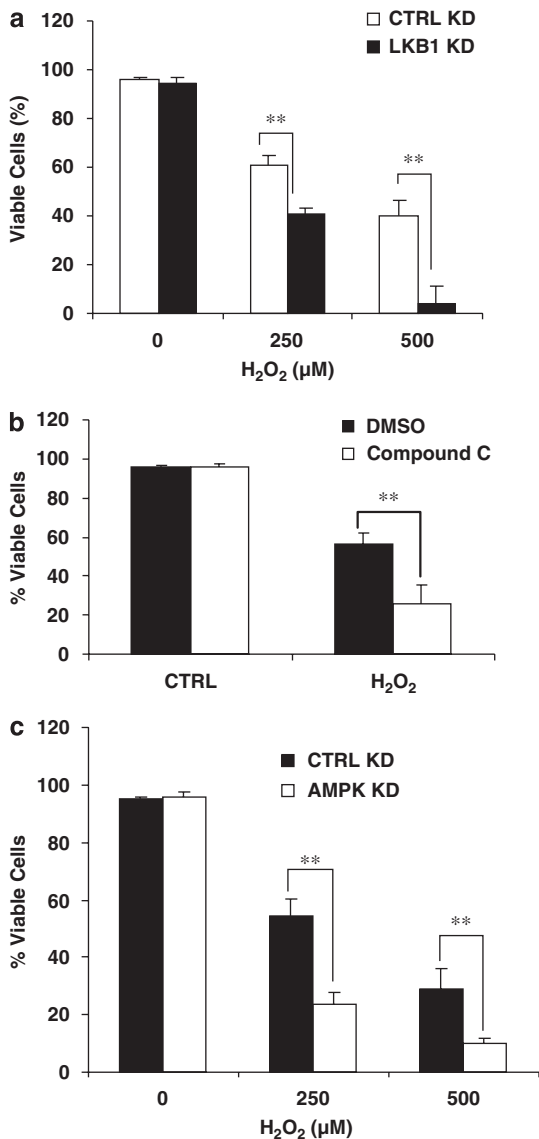 a
120
100
80
60
40
20
0
Viable Cells (%)
CTRL KD
LKB1 KD
**
**
0 250 500
H₂O₂ (µM)
b
120
100
80
60
40
20
0
% Viable Cells
DMSO
Compound C
**
CTRL H₂O₂
c
120
100
80
60
40
20
0
% Viable Cells
CTRL KD
AMPK KD
**
**
0 250 500
H₂O₂ (µM)